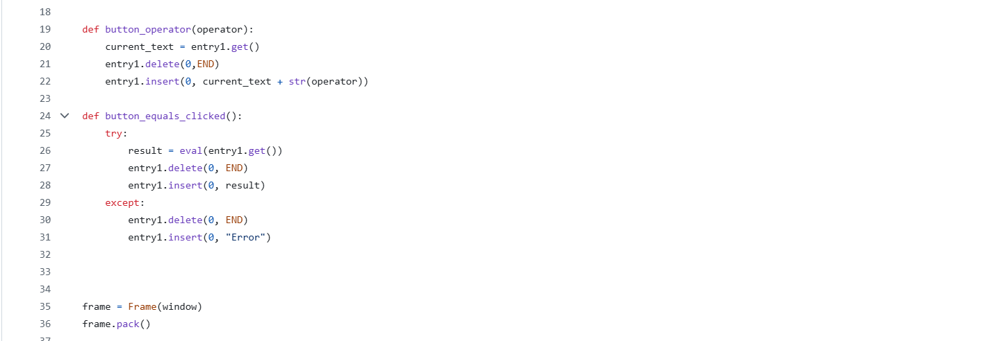 18
19 def button_operator(operator):
20     current_text = entry1.get()
21     entry1.delete(0,END)
22     entry1.insert(0, current_text + str(operator))
23
24 def button_equals_clicked():
25     try:
26         result = eval(entry1.get())
27         entry1.delete(0, END)
28         entry1.insert(0, result)
29     except:
30         entry1.delete(0, END)
31         entry1.insert(0, "Error")
32
33
34
35 frame = Frame(window)
36 frame.pack()
37